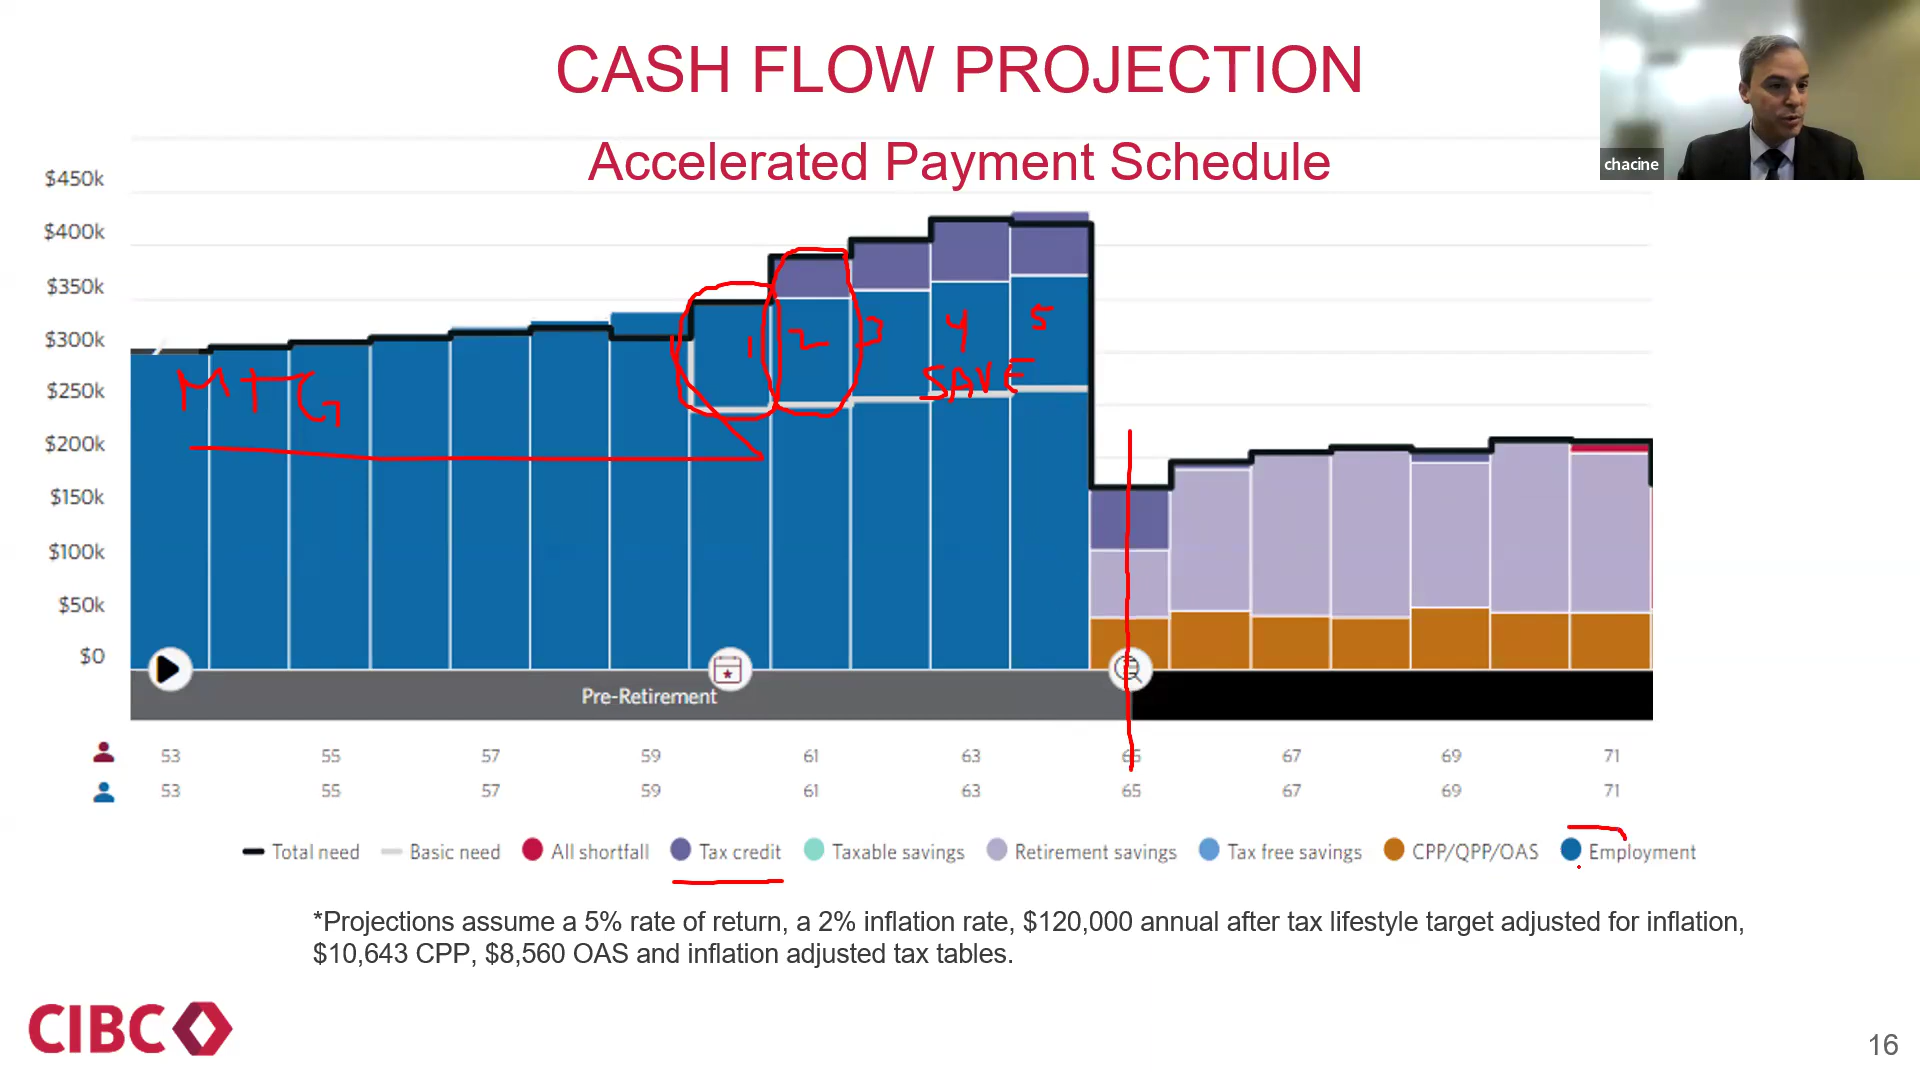 CASH FLOW PROJECTION
Accelerated Payment Schedule
chacine
$450k
$400k
$350k
$300k
$250k
$200k
$150k
$100k
$50k
$0
MTG
1 2 3 4 5
SAVE
Pre-Retirement
53 55 57 59 61 63 65 67 69 71
53 55 57 59 61 63 65 67 69 71
Total need Basic need All shortfall Tax credit Taxable savings Retirement savings Tax free savings CPP/QPP/OAS Employment
*Projections assume a 5% rate of return, a 2% inflation rate, $120,000 annual after tax lifestyle target adjusted for inflation,
$10,643 CPP, $8,560 OAS and inflation adjusted tax tables.
CIBC
16